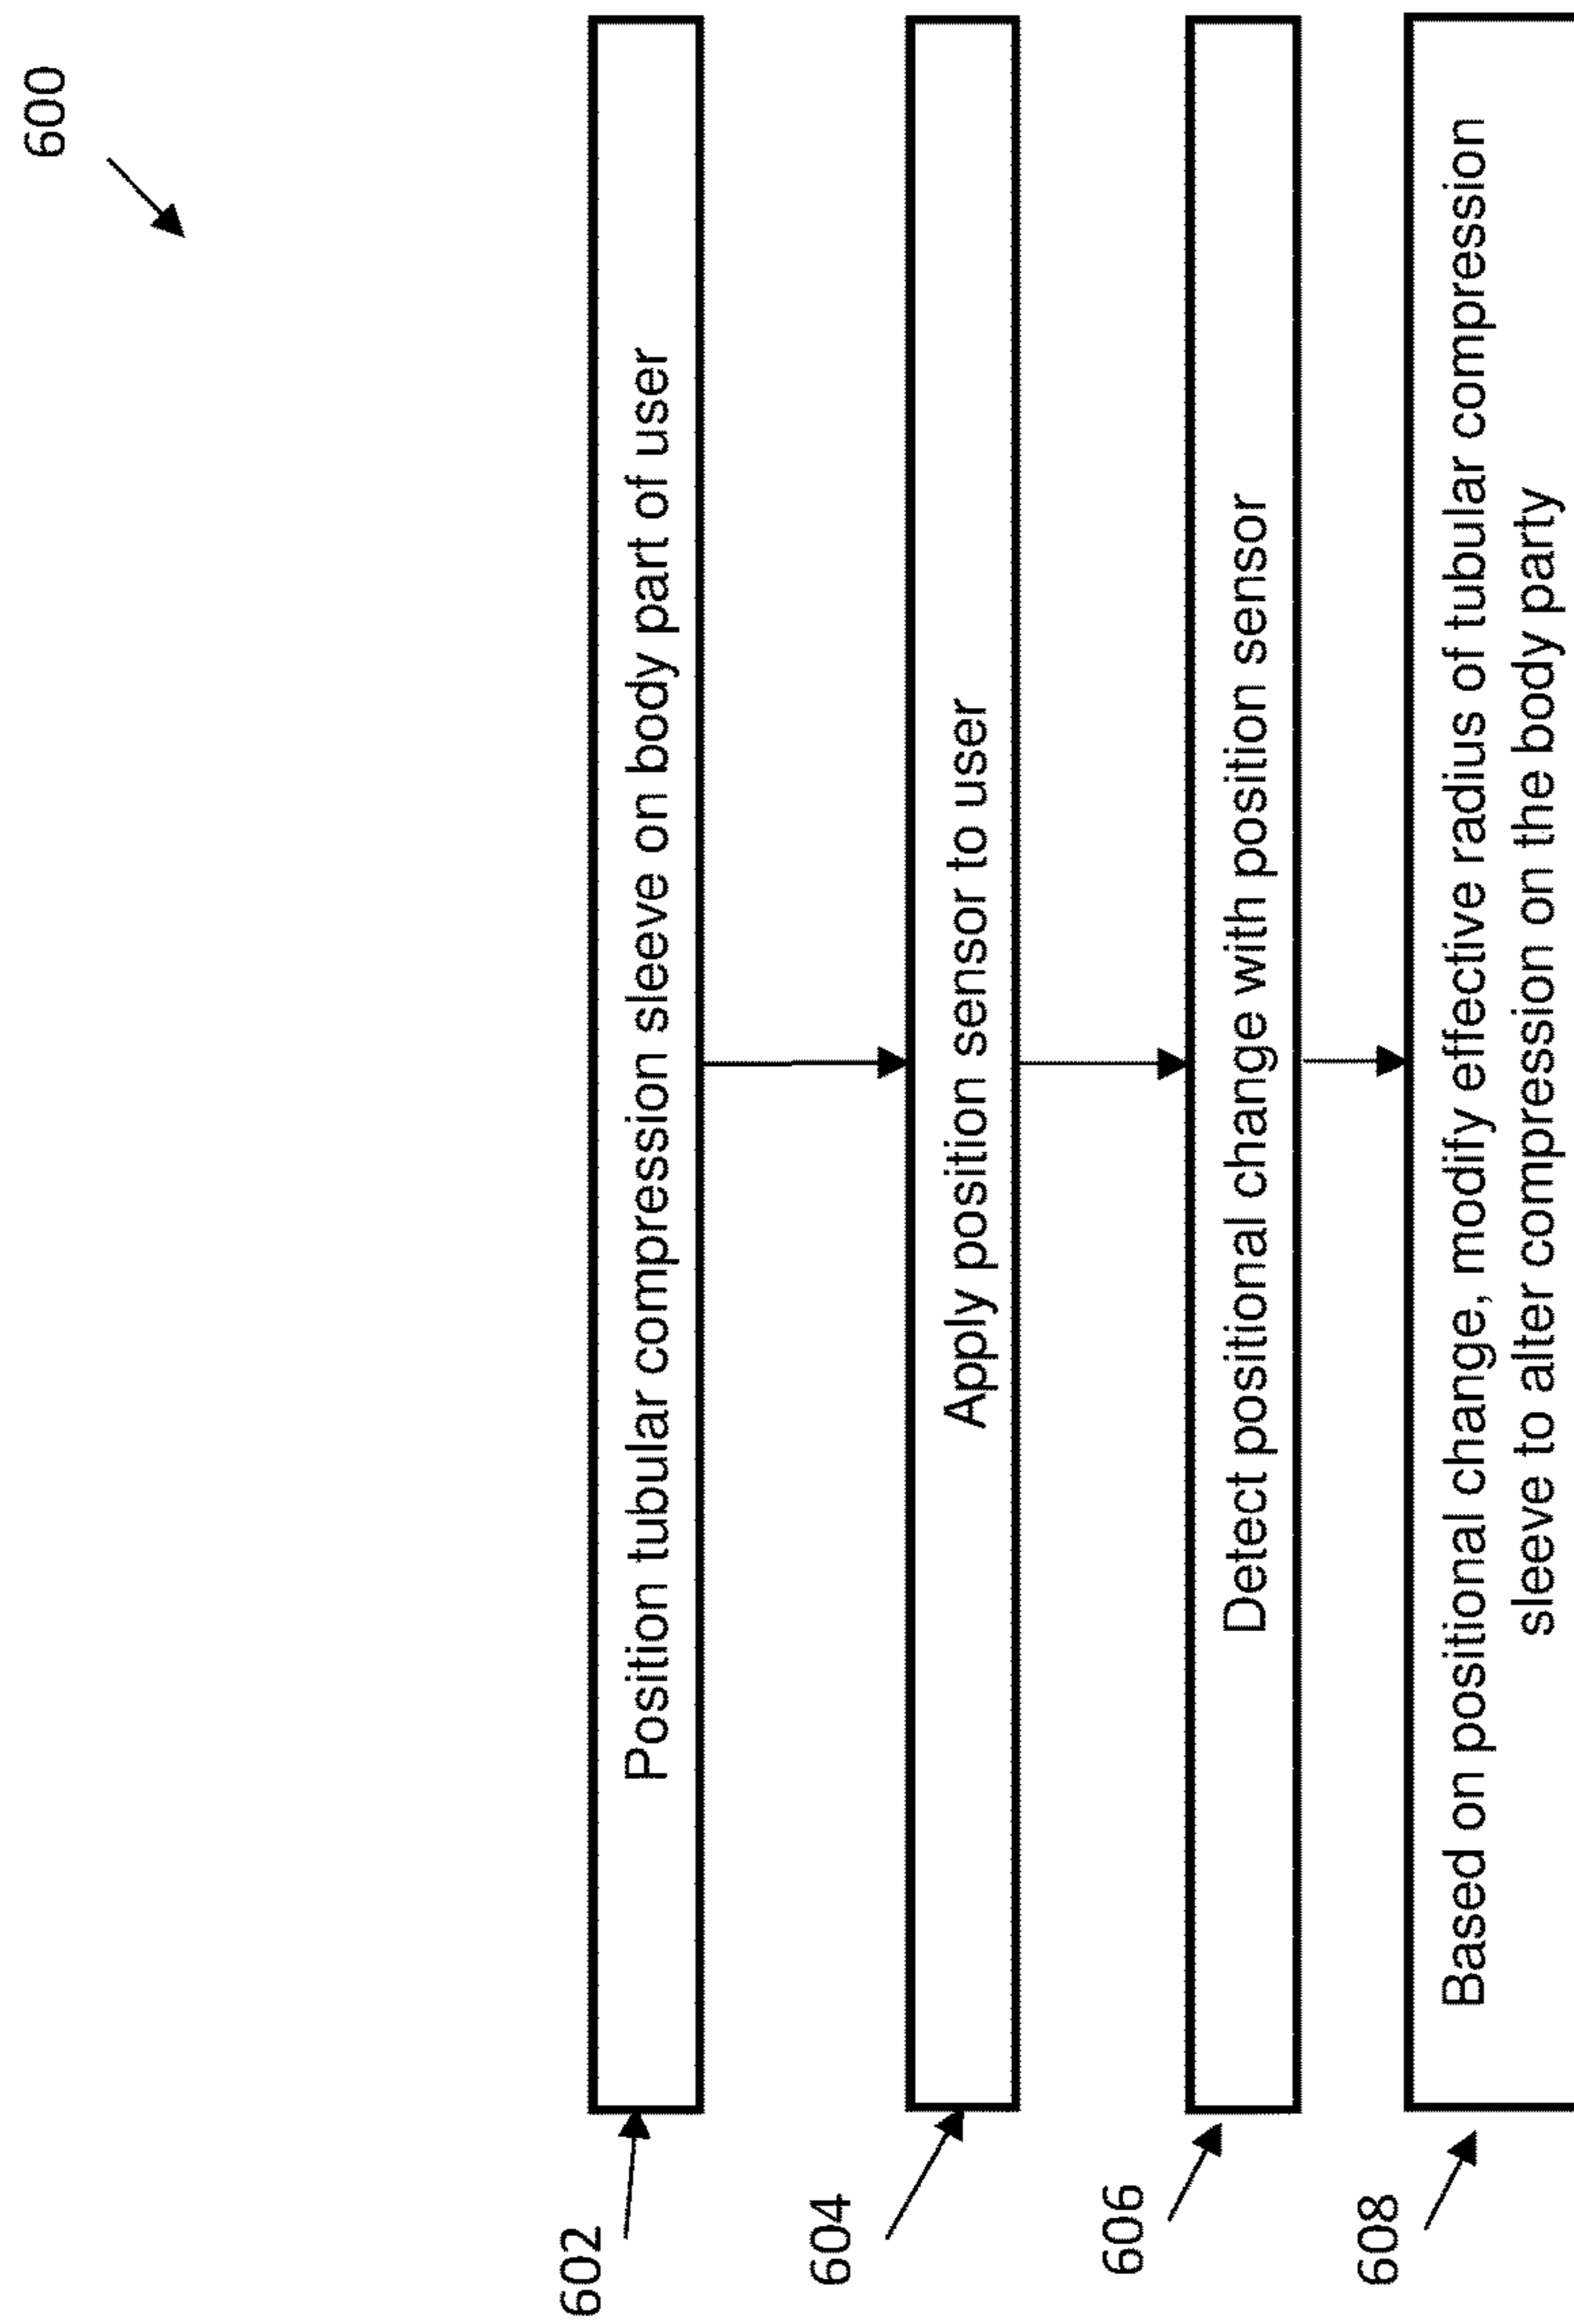 600
602
Position tubular compression sleeve on body part of user
604
Apply position sensor to user
606
Detect positional change with position sensor
608
Based on positional change, modify effective radius of tubular compression
sleeve to alter compression on the body party